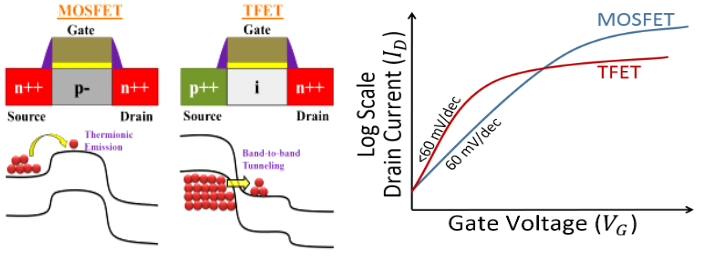 MOSFET
Gate
n++
p-
n++
Source
Drain
Thermionic
Emission
TFET
Gate
p++
i
n++
Source
Drain
Band-to-band
Tunneling
Log Scale
Drain Current (I_D)
MOSFET
TFET
<60 mV/dec
60 mV/dec
Gate Voltage (V_G)